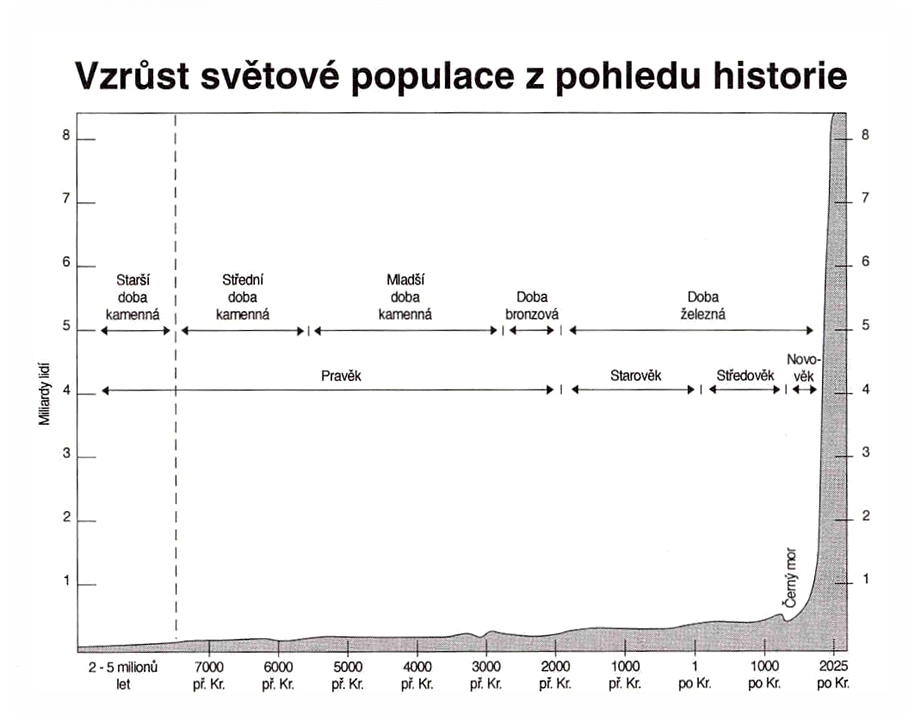 Vzrůst světové populace z pohledu historie
Miliardy lidí
8
7
6
5
4
3
2
1
8
7
6
5
4
3
2
1
Starší
doba
kamenná
Střední
doba
kamenná
Mladší
doba
kamenná
Doba
bronzová
Doba
železná
Pravěk
Starověk
Středověk
Novo-
věk
Černý mor
2 - 5 milionů
let
7000
př. Kr.
6000
př. Kr.
5000
př. Kr.
4000
př. Kr.
3000
př. Kr.
2000
př. Kr.
1000
př. Kr.
1
po Kr.
1000
po Kr.
2025
po Kr.